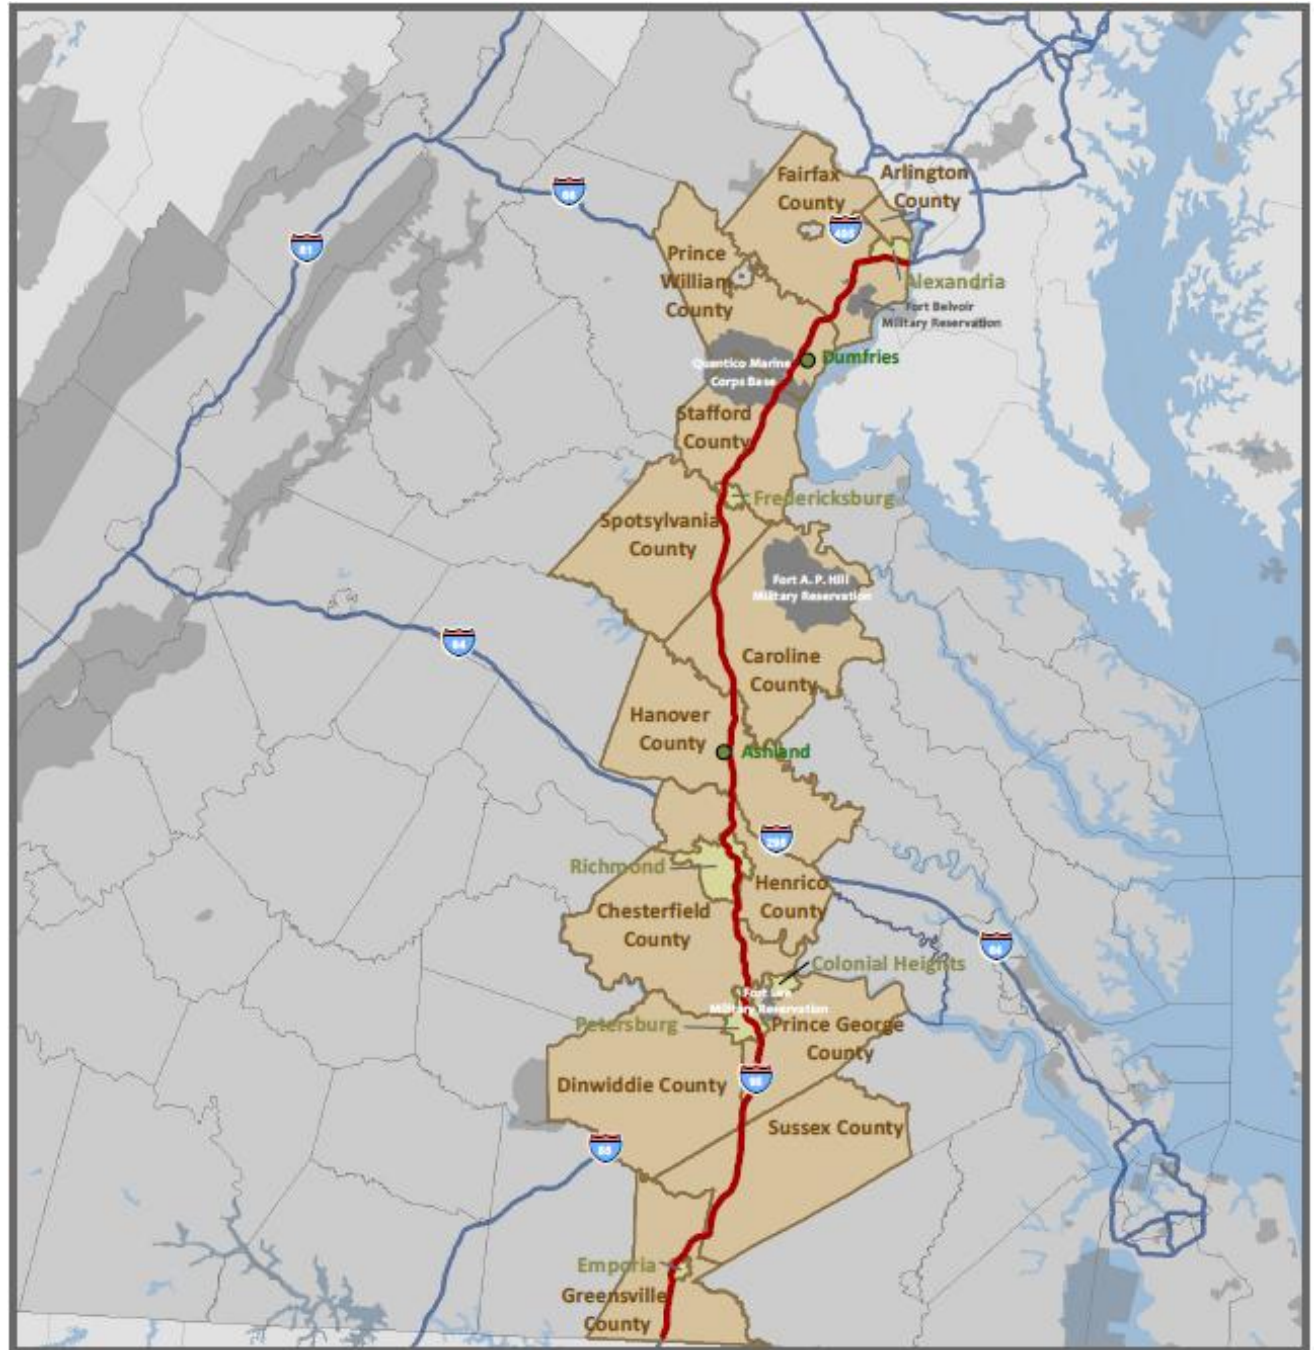 Fairfax
County
Arlington
County
66
495
81
Prince
William
County
Alexandria
Fort Belvoir
Military Reservation
Quantico Marine
Corps Base
Dumfries
Stafford
County
Fredericksburg
Spotsylvania
County
Fort A. P. Hill
Military Reservation
64
Caroline
County
Hanover
County
Ashland
295
Richmond
Henrico
County
Chesterfield
County
64
Colonial Heights
Fort Lee
Military Reservation
Petersburg
Prince George
County
95
Dinwiddie County
Sussex County
85
Emporia
Greensville
County